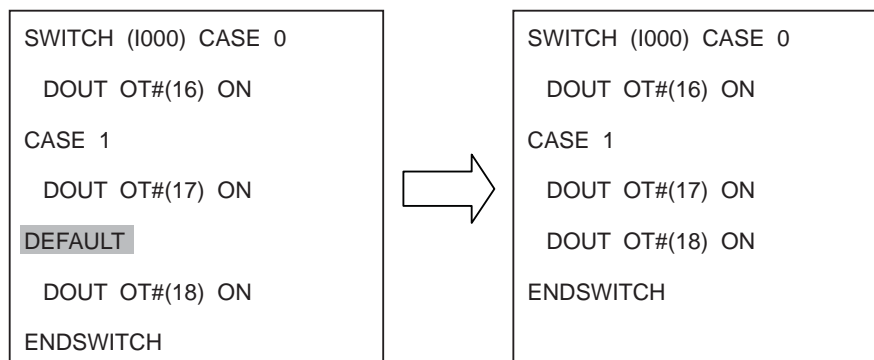 SWITCH (I000) CASE 0
DOUT OT#(16) ON
CASE 1
DOUT OT#(17) ON
DEFAULT
DOUT OT#(18) ON
ENDSWITCH
SWITCH (I000) CASE 0
DOUT OT#(16) ON
CASE 1
DOUT OT#(17) ON
DOUT OT#(18) ON
ENDSWITCH